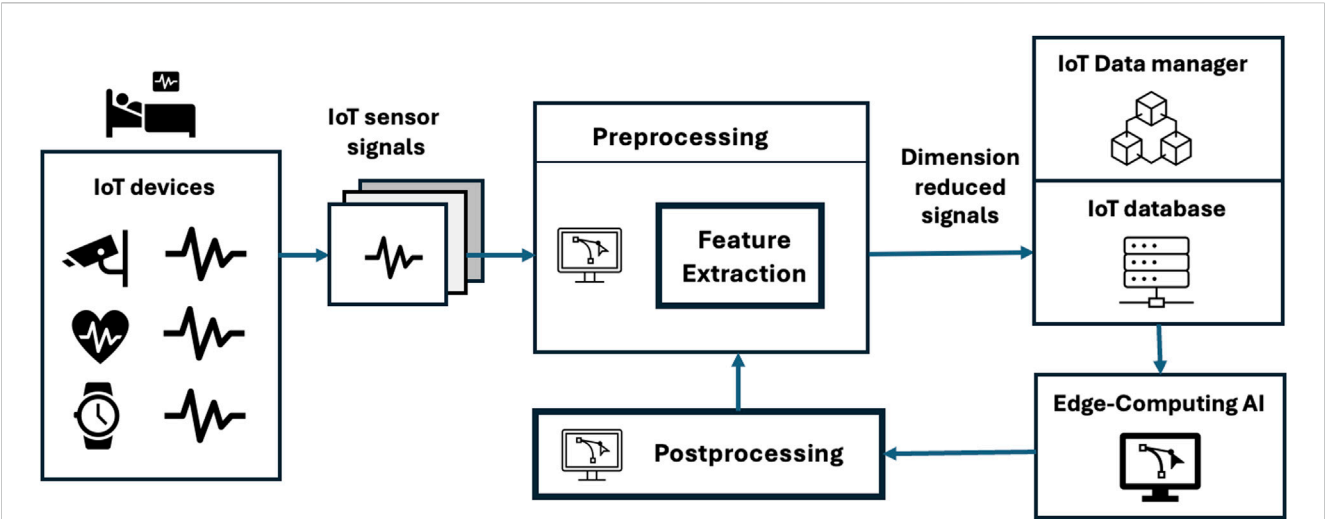 IoT devices
IoT sensor
signals
Preprocessing
Feature
Extraction
Dimension
reduced
signals
IoT Data manager
IoT database
Edge-Computing AI
Postprocessing